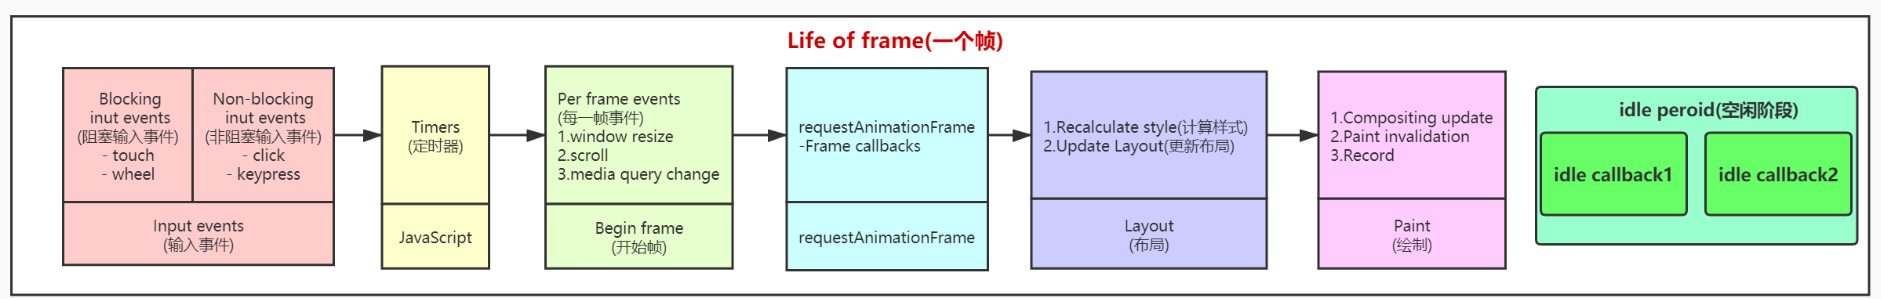 Life of frame(一个帧)
Blocking
inut events
(阻塞输入事件)
- touch
- wheel
Non-blocking
inut events
(非阻塞输入事件)
- click
- keypress
Input events
(输入事件)
Timers
(定时器)
JavaScript
Per frame events
(每一帧事件)
1.window resize
2.scroll
3.media query change
Begin frame
(开始帧)
requestAnimationFrame
-Frame callbacks
requestAnimationFrame
1.Recalculate style(计算样式)
2.Update Layout(更新布局)
Layout
(布局)
1.Compositing update
2.Paint invalidation
3.Record
Paint
(绘制)
idle peroid(空闲阶段)
idle callback1
idle callback2